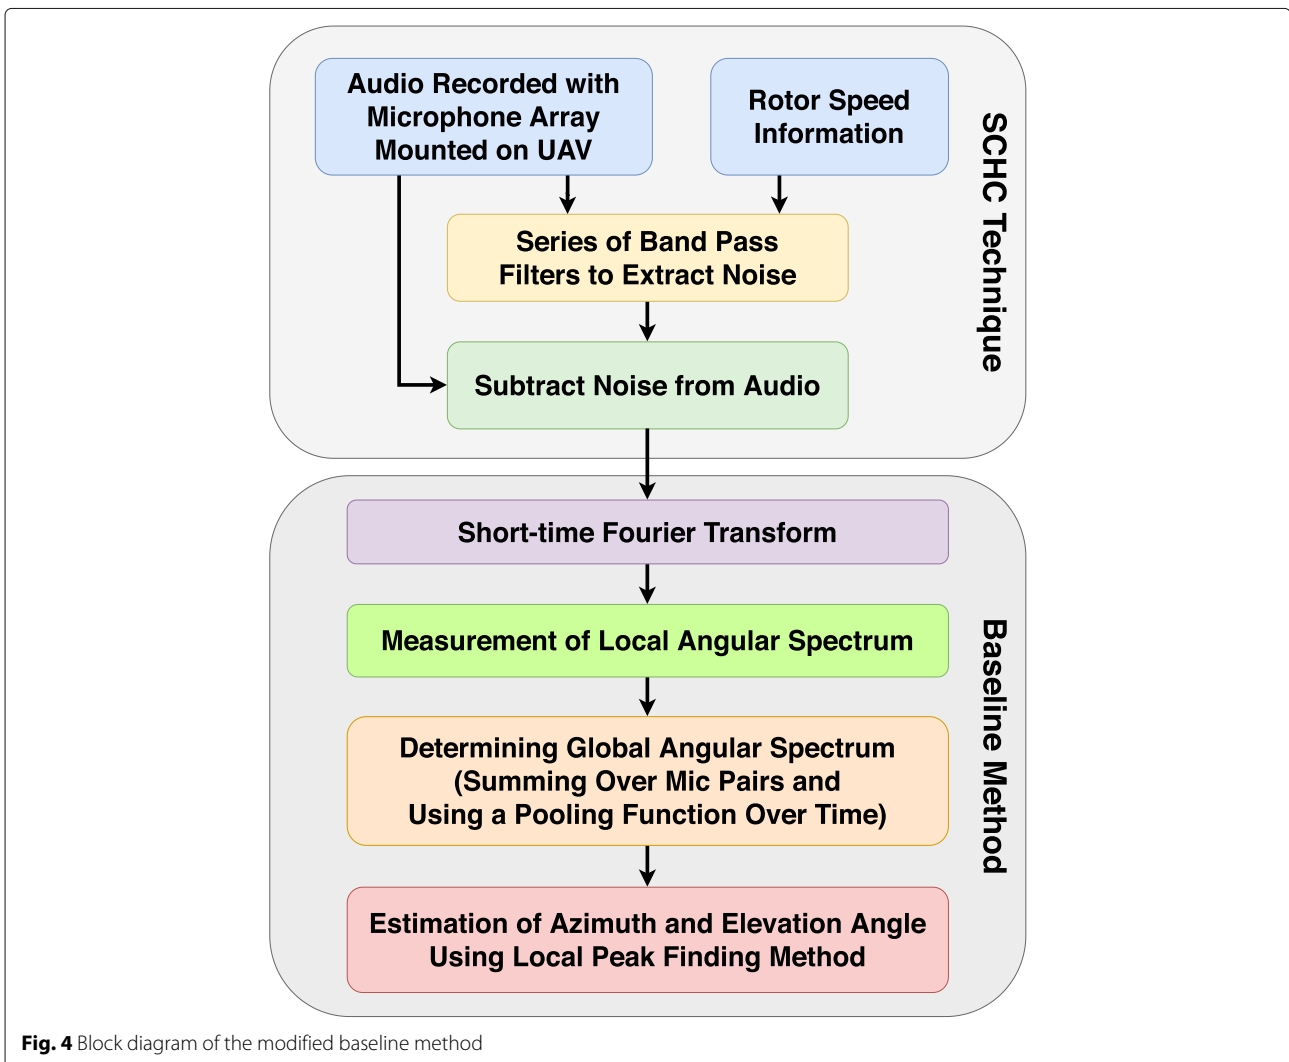 Audio Recorded with
Microphone Array
Mounted on UAV
Rotor Speed
Information
SCHC Technique
Series of Band Pass
Filters to Extract Noise
Subtract Noise from Audio
Short-time Fourier Transform
Measurement of Local Angular Spectrum
Baseline Method
Determining Global Angular Spectrum
(Summing Over Mic Pairs and
Using a Pooling Function Over Time)
Estimation of Azimuth and Elevation Angle
Using Local Peak Finding Method
Fig. 4 Block diagram of the modified baseline method